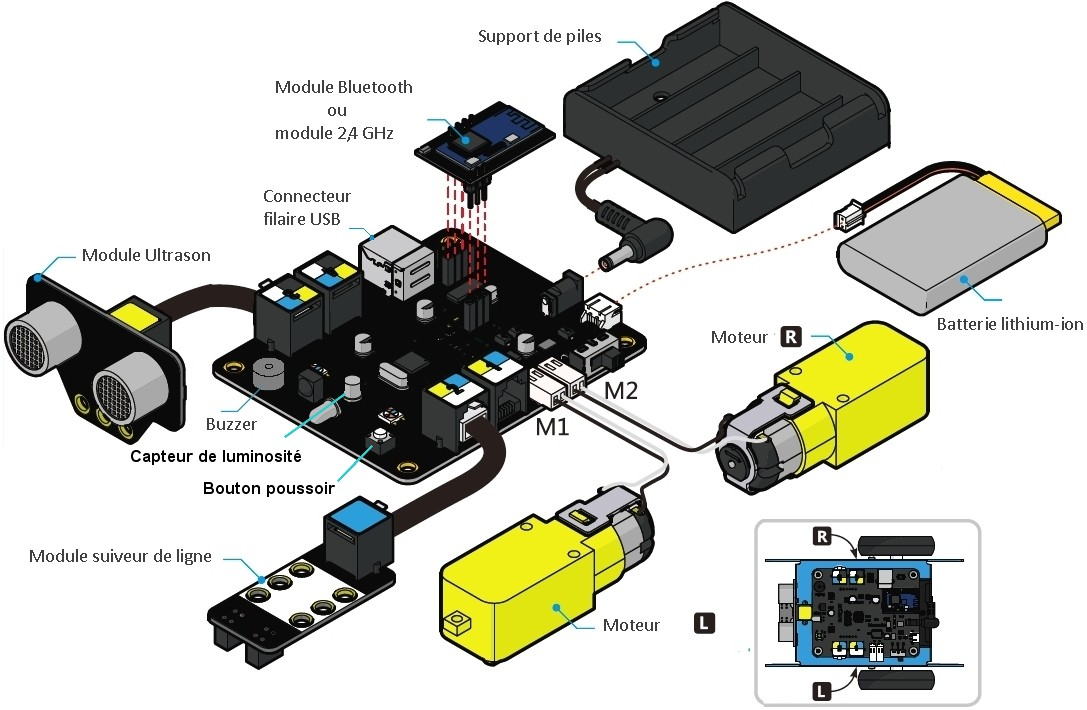 Support de piles
Module Bluetooth
ou
module 2,4 GHz
Connecteur
filaire USB
Module Ultrason
Batterie lithium-ion
Moteur R
M2
M1
Buzzer
Capteur de luminosité
Bouton poussoir
Module suiveur de ligne
Moteur L
R
L